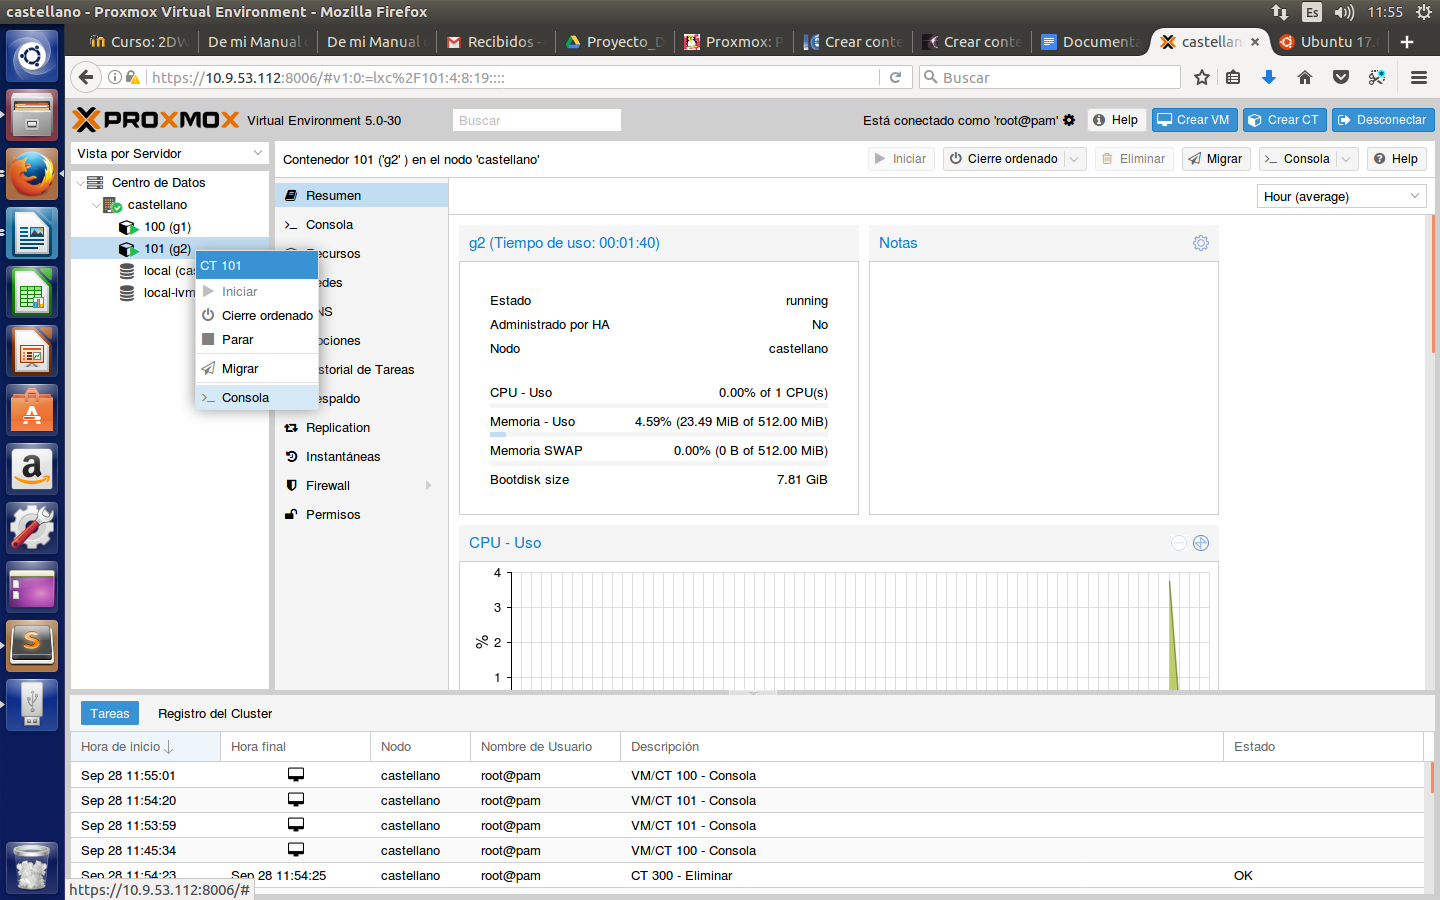 castellano - Proxmox Virtual Environment - Mozilla Firefox
Es 11:55
Curso: 2DW
De mi Manual
De mi Manual
Recibidos -
Proyecto_D
Proxmox: P
Crear conte
Crear conte
Documenta
castellan
Ubuntu 17.
https://10.9.53.112:8006/#v1:0:=lxc%2F101:4:8:19::::
Buscar
PROXMOX Virtual Environment 5.0-30
Buscar
Está conectado como 'root@pam'
Help
Crear VM
Crear CT
Desconectar
Vista por Servidor
Centro de Datos
castellano
100 (g1)
101 (g2)
local (cas
local-lvm
CT 101
Iniciar
Cierre ordenado
Parar
Migrar
Consola
Contenedor 101 ('g2' ) en el nodo 'castellano'
Iniciar
Cierre ordenado
Eliminar
Migrar
Consola
Help
Resumen
Consola
ecursos
edes
NS
ciones
storial de Tareas
espaldo
Replication
Instantáneas
Firewall
Permisos
Hour (average)
g2 (Tiempo de uso: 00:01:40)
Estado running
Administrado por HA No
Nodo castellano
CPU - Uso 0.00% of 1 CPU(s)
Memoria - Uso 4.59% (23.49 MiB of 512.00 MiB)
Memoria SWAP 0.00% (0 B of 512.00 MiB)
Bootdisk size 7.81 GiB
Notas
CPU - Uso
4
3
2
1
%
Tareas
Registro del Cluster
Hora de inicio Hora final Nodo Nombre de Usuario Descripción Estado
Sep 28 11:55:01 castellano root@pam VM/CT 100 - Consola
Sep 28 11:54:20 castellano root@pam VM/CT 101 - Consola
Sep 28 11:53:59 castellano root@pam VM/CT 101 - Consola
Sep 28 11:45:34 castellano root@pam VM/CT 100 - Consola
Sep 28 11:54:23 Sep 28 11:54:25 castellano root@pam CT 300 - Eliminar OK
https://10.9.53.112:8006/#